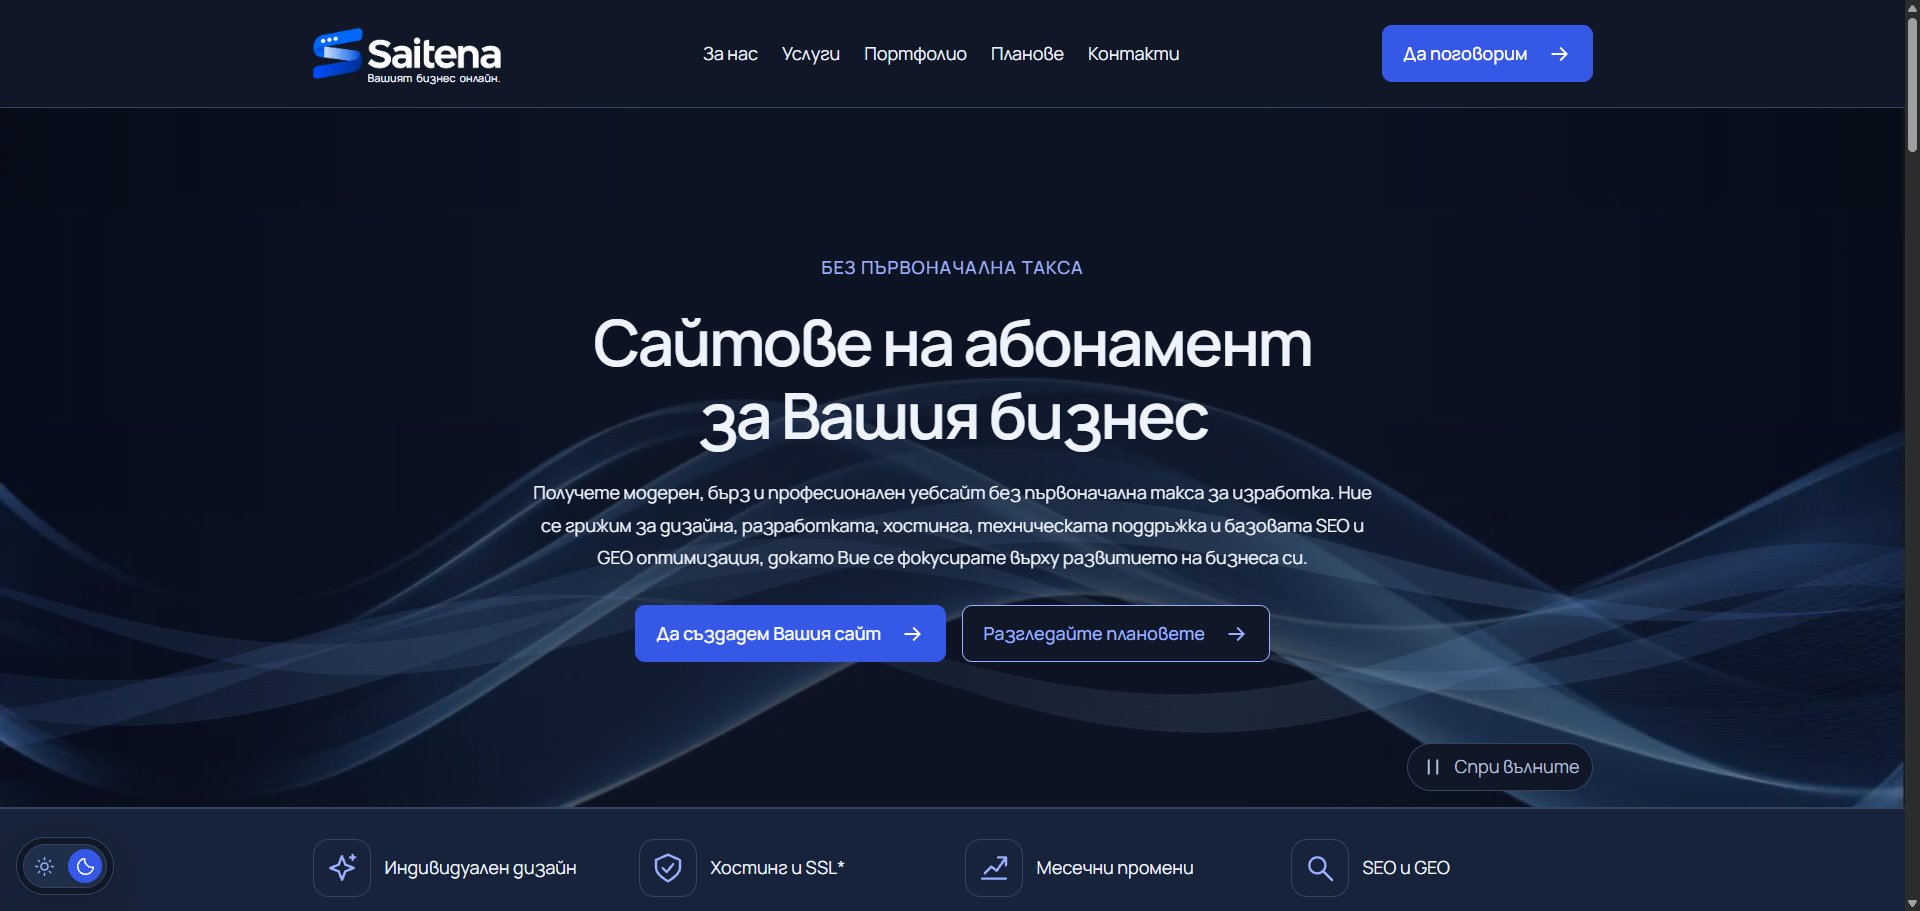 Saitena
Вашият бизнес онлайн.
За нас
Услуги
Портфолио
Планове
Контакти
Да поговорим
БЕЗ ПЪРВОНАЧАЛНА ТАКСА
Сайтове на абонамент
за Вашия бизнес
Получете модерен, бърз и професионален уебсайт без първоначална такса за изработка. Ние
се грижим за дизайна, разработката, хостинга, техническата поддръжка и базовата SEO и
GEO оптимизация, докато Вие се фокусирате върху развитието на бизнеса си.
Да създадем Вашия сайт
Разгледайте плановете
Спри вълните
Индивидуален дизайн
Хостинг и SSL*
Месечни промени
SEO и GEO